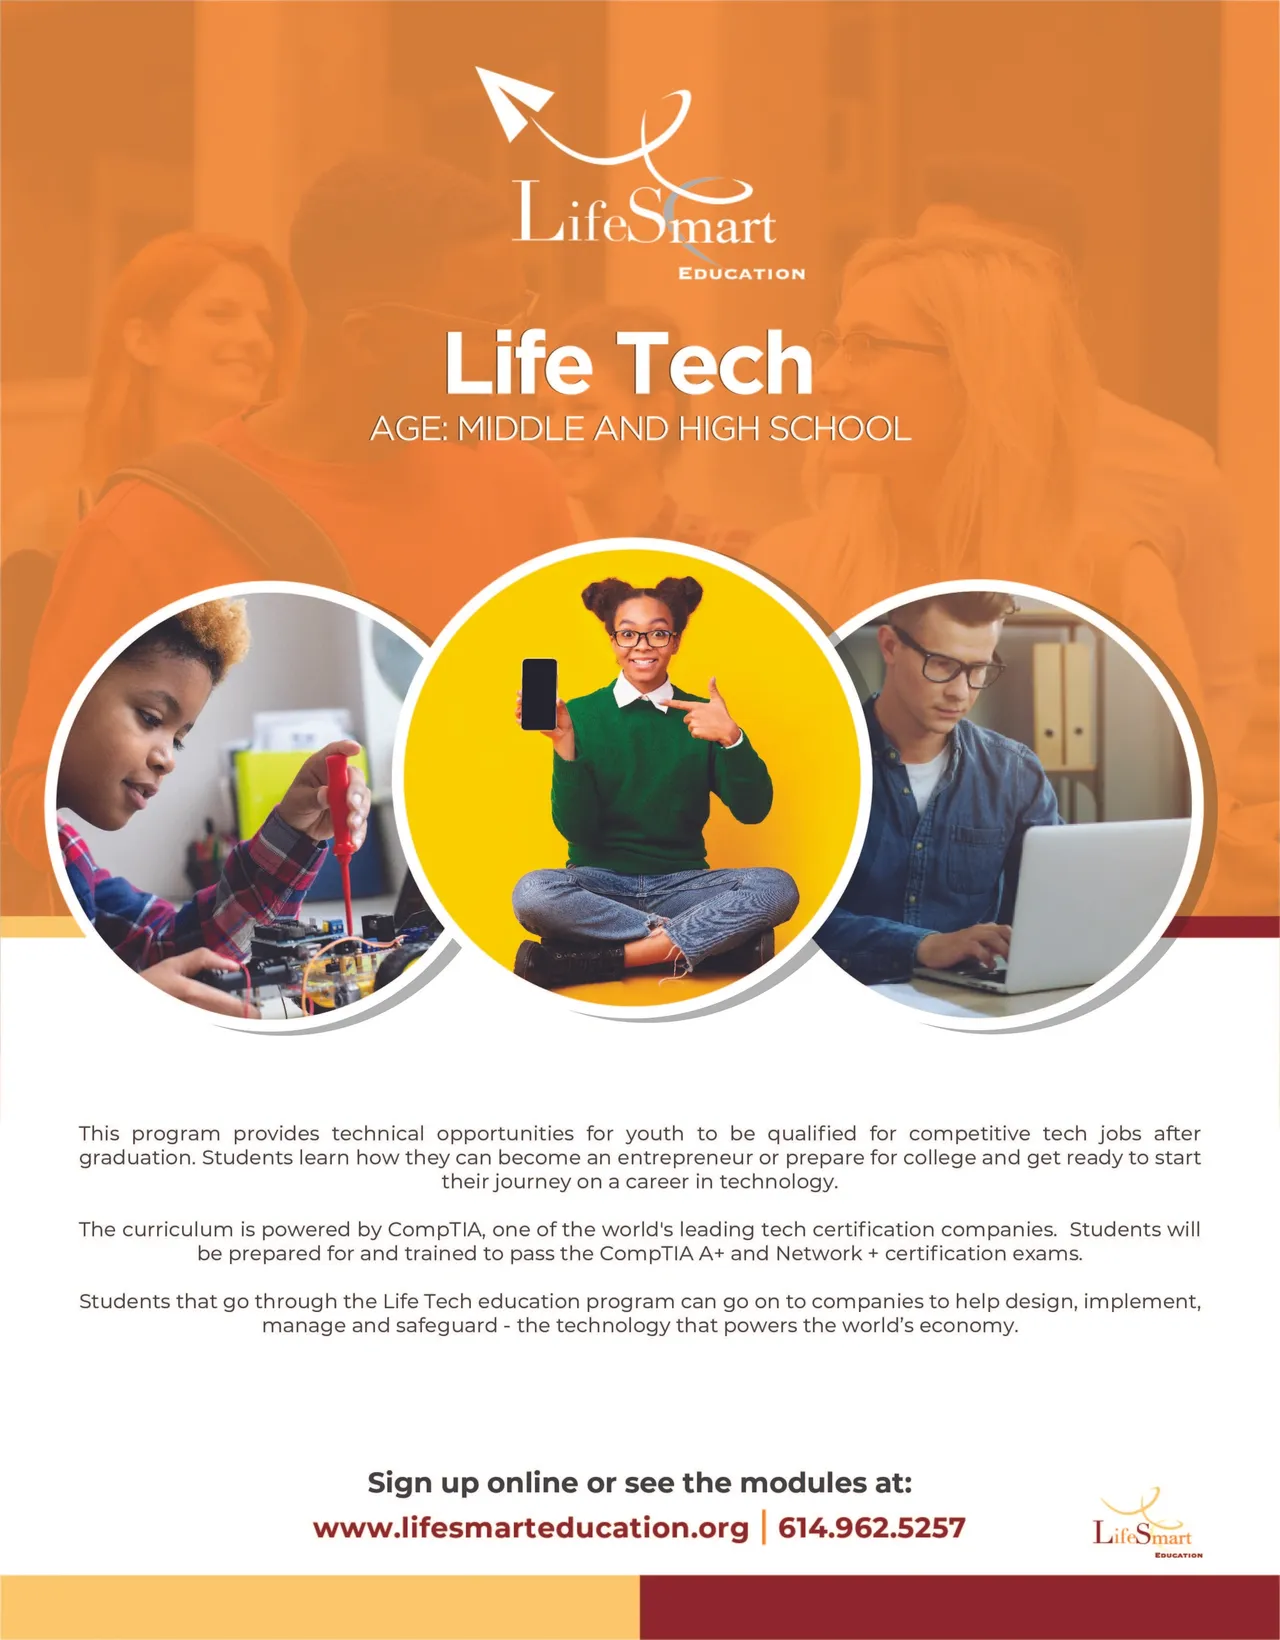 LifeSmart
EDUCATION
Life Tech
AGE: MIDDLE AND HIGH SCHOOL
This program provides technical opportunities for youth to be qualified for competitive tech jobs after
graduation. Students learn how they can become an entrepreneur or prepare for college and get ready to start
their journey on a career in technology.
The curriculum is powered by CompTIA, one of the world's leading tech certification companies.  Students will
be prepared for and trained to pass the CompTIA A+ and Network + certification exams.
Students that go through the Life Tech education program can go on to companies to help design, implement,
manage and safeguard - the technology that powers the world’s economy.
Sign up online or see the modules at:
www.lifesmarteducation.org | 614.962.5257
LifeSmart
EDUCATION